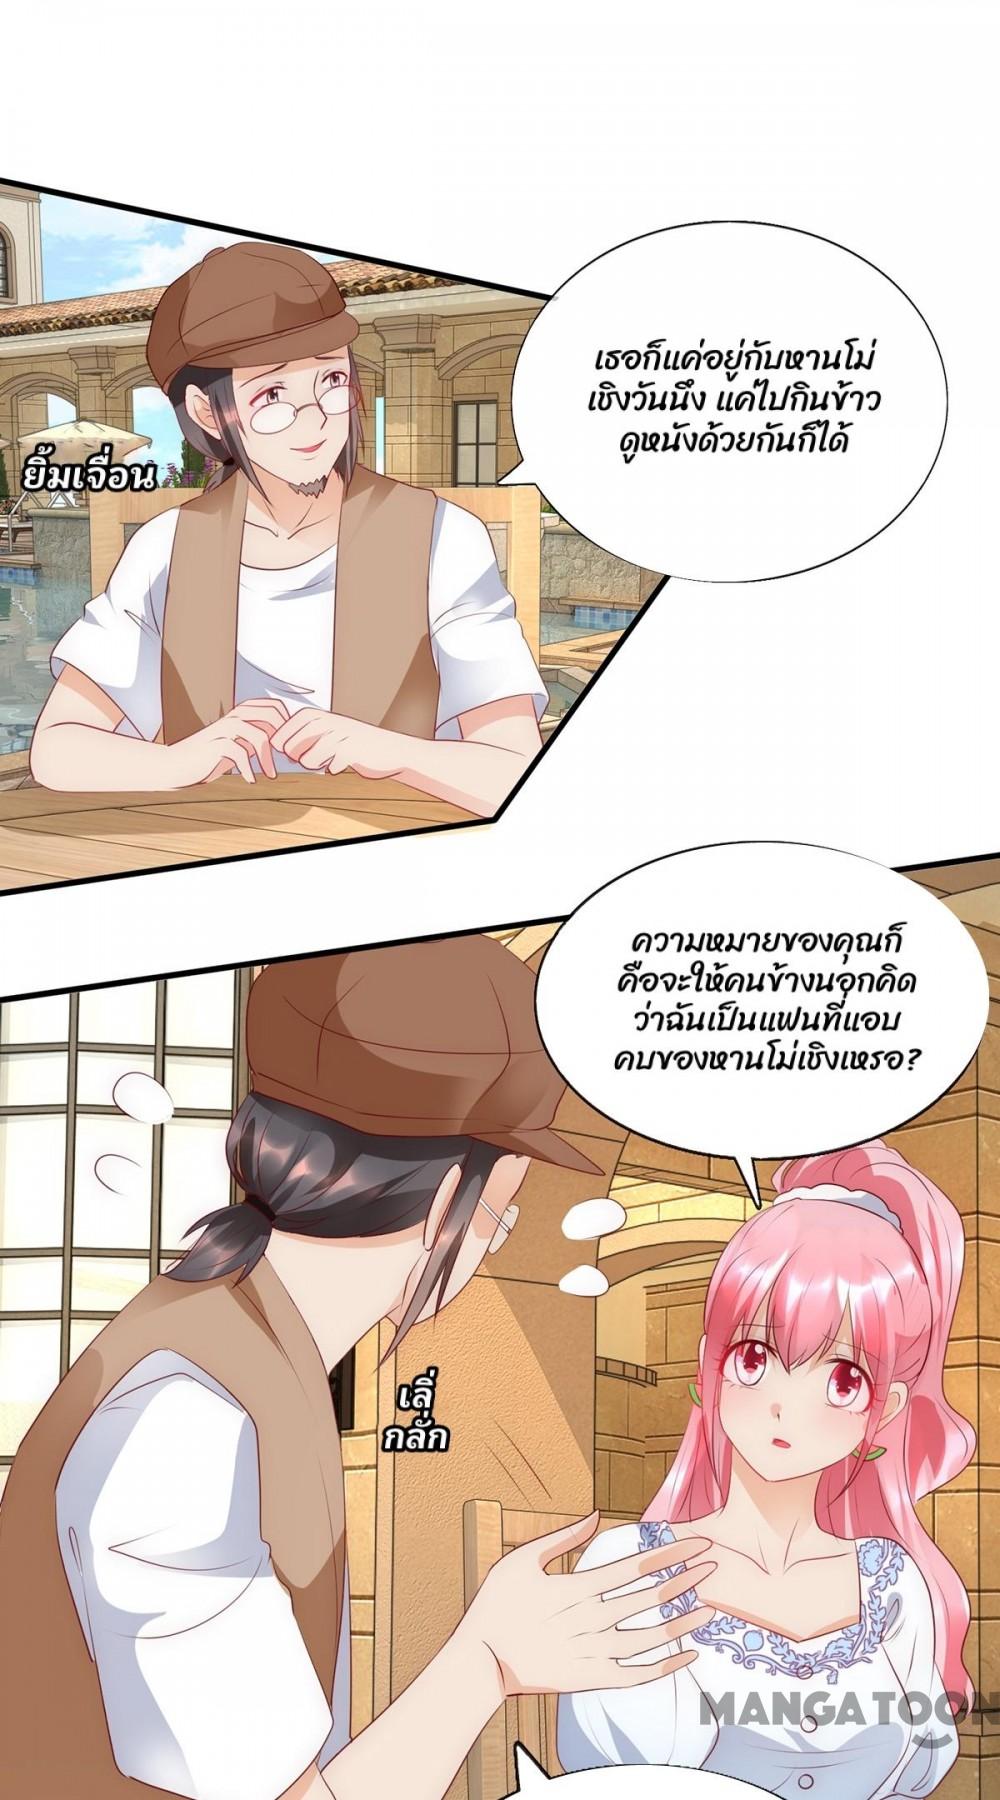 เธอก็แค่อยู่กับหานโม่
เชิงวันนึง แค่ไปกินข้าว
ดูหนังด้วยกันก็ได้
ยิ้มเจื่อน
ความหมายของคุณก็
คือจะให้คนข้างนอกคิด
ว่าฉันเป็นแฟนที่แอบ
คบของหานโม่เชิงเหรอ?
เลิ่
กลั่ก
MANGATOON